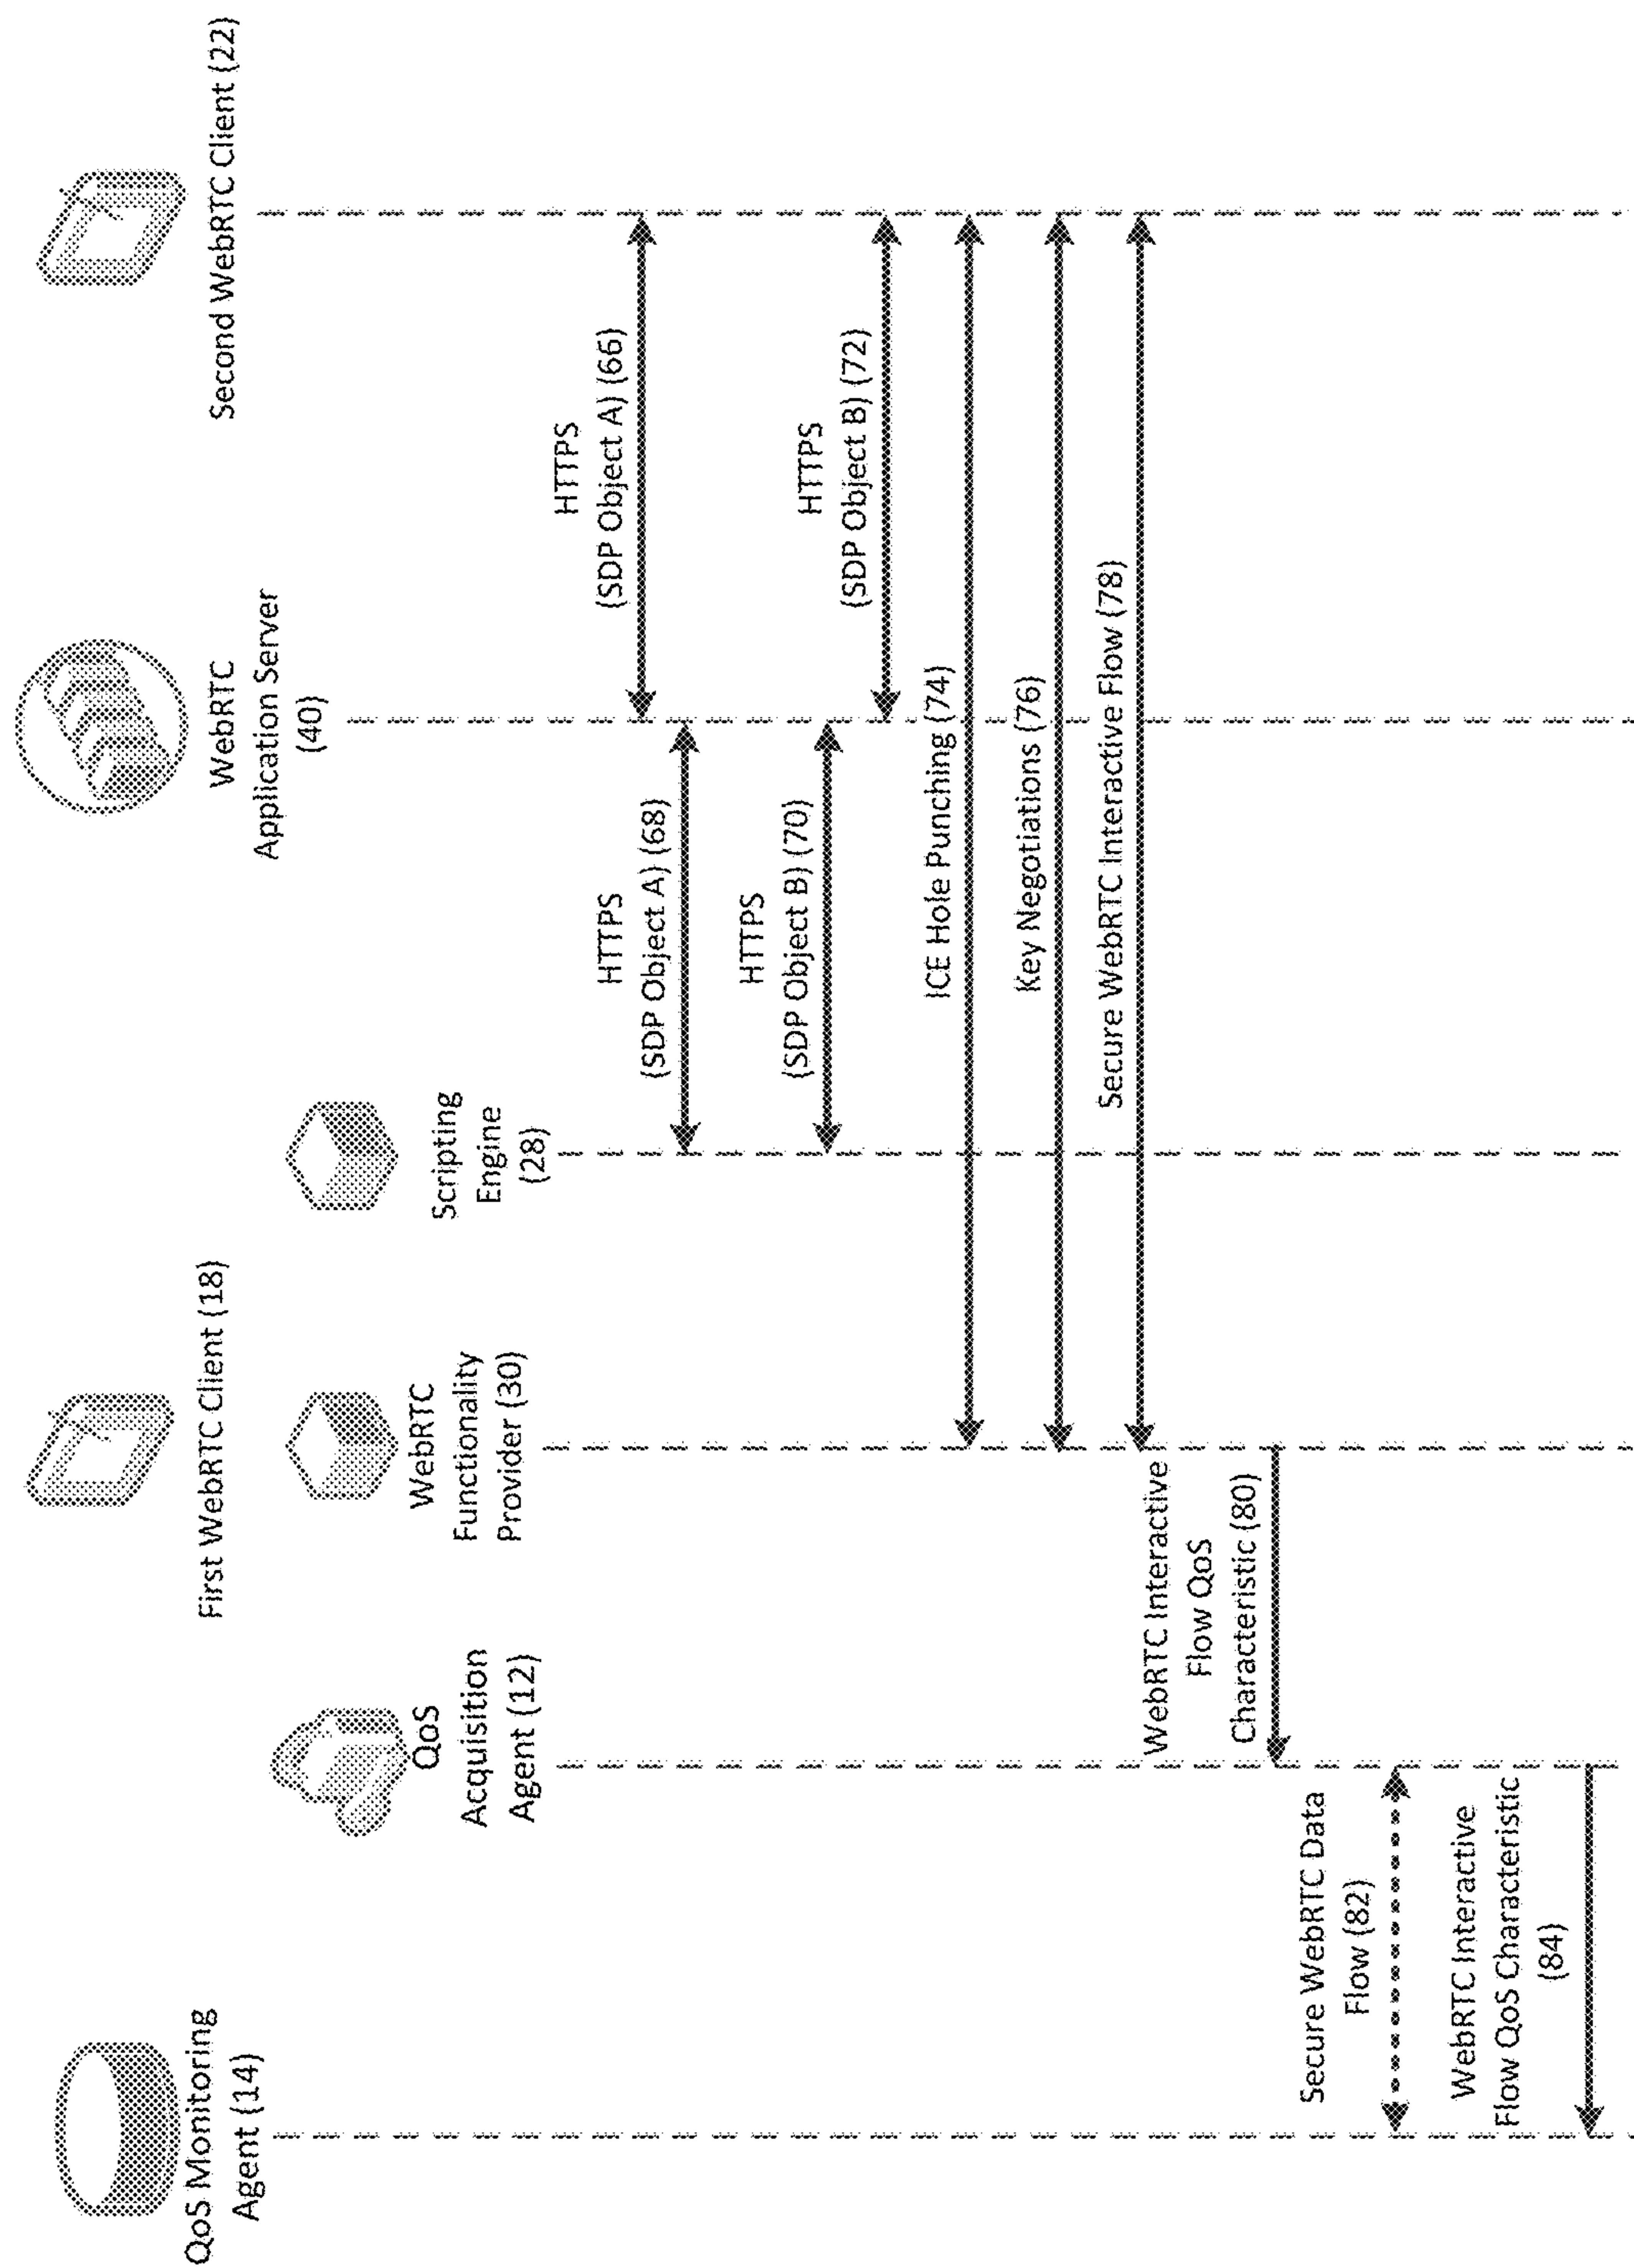 QoS Monitoring
Agent (14)
First WebRTC Client (18)
QoS
Acquisition
Agent (12)
WebRTC
Functionality
Provider (30)
Scripting
Engine
(28)
WebRTC
Application Server
(40)
Second WebRTC Client (22)
HTTPS
(SDP Object A) (66)
HTTPS
(SDP Object A) (68)
HTTPS
(SDP Object B) (70)
HTTPS
(SDP Object B) (72)
ICE Hole Punching (74)
Key Negotiations (76)
Secure WebRTC Interactive Flow (78)
WebRTC Interactive
Flow QoS
Characteristic (80)
Secure WebRTC Data
Flow (82)
WebRTC Interactive
Flow QoS Characteristic
(84)